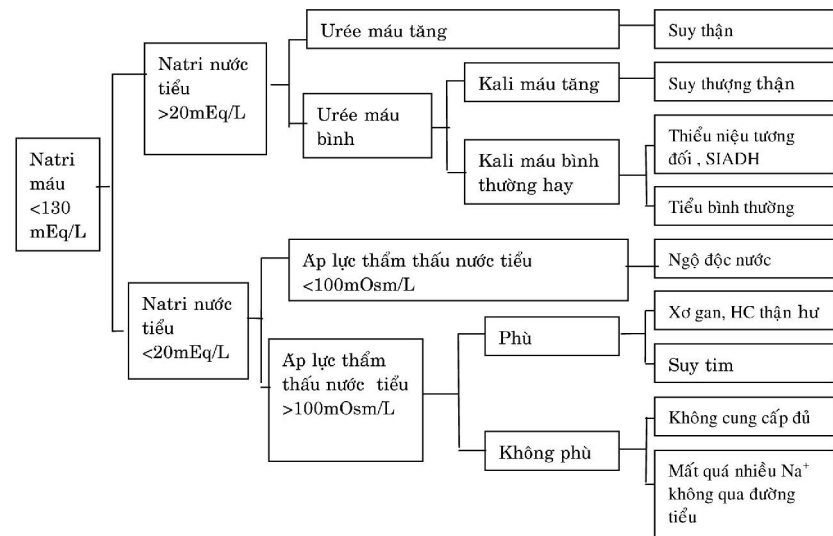 Urée máu tăng
Suy thận
Natri nước
tiểu
>20mEq/L
Kali máu tăng
Suy thượng thận
Urée máu
bình
Kali máu bình
thường hay
Thiểu niệu tương
đối , SIADH
Tiểu bình thường
Natri
máu
<130
mEq/L
Áp lực thẩm thấu nước tiểu
<100mOsm/L
Ngộ độc nước
Natri nước
tiểu
<20mEq/L
Áp lực thẩm
thấu nước tiểu
>100mOsm/L
Phù
Xơ gan, HC thận hư
Suy tim
Không phù
Không cung cấp đủ
Mất quá nhiều Na⁺
không qua đường
tiểu